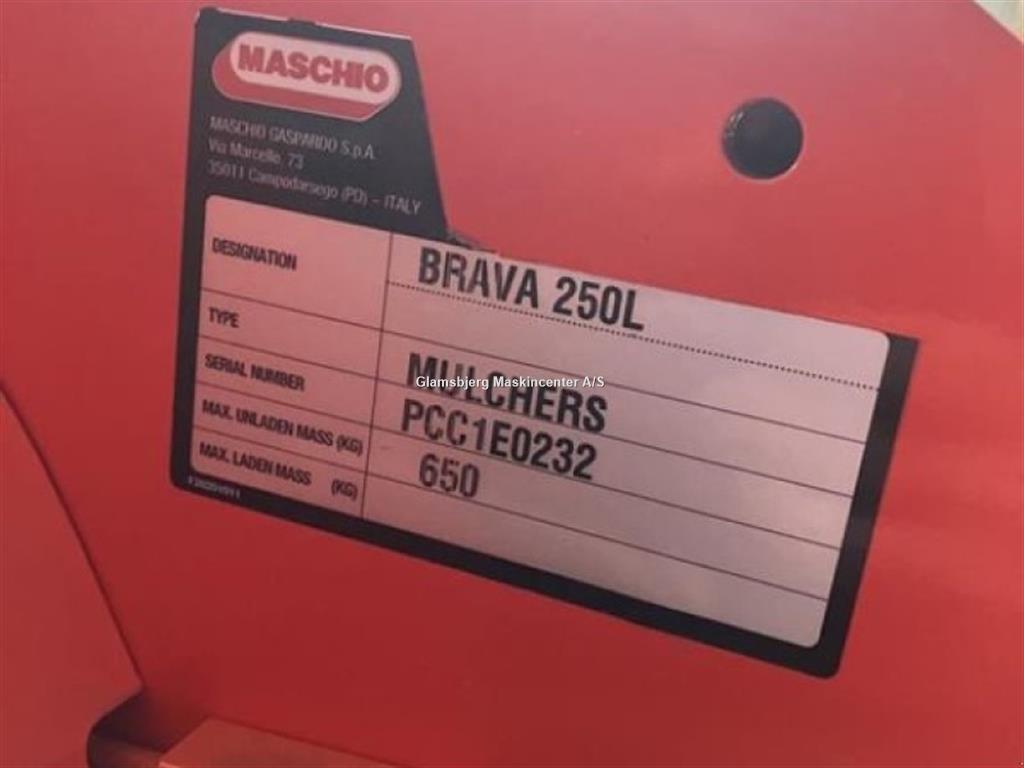 MASCHIO
MASCHIO GASPARDO S.p.A.
Via Marcello, 73
35011 Campodarsego (PD) – ITALY
DESIGNATION BRAVA 250L
TYPE MULCHERS
SERIAL NUMBER PCC1E0232
MAX. UNLADEN MASS (KG) 650
MAX. LADEN MASS (KG)
Glamsbjerg Maskincenter A/S